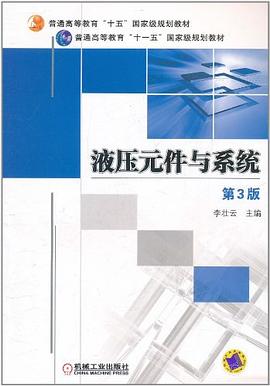 普通高等教育“十五”国家级规划教材
普通高等教育“十一五”国家级规划教材
液压元件与系统
第3版
李壮云 主编
机械工业出版社
CHINA MACHINE PRESS